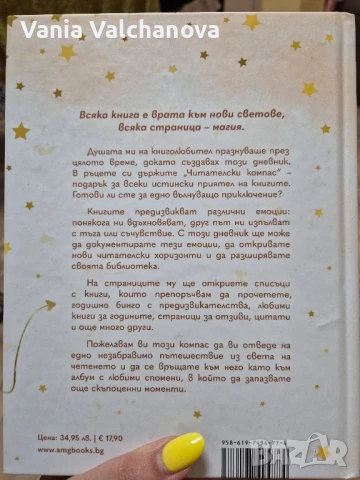 Vania Valchanova
Всяка книга е врата към нови светове,
всяка страница – магия.
Душата ми на книголюбител празнуваше през
цялото време, докато създавах този дневник.
В ръцете си държите „Читателски компас“ –
подарък за всеки истински приятел на книгите.
Готови ли сте за едно вълнуващо приключение?
Книгите предизвикват различни емоции:
понякога ни вдъхновяват, друг път ни изпълват
с тъга или съчувствие. С този дневник ще може
да документирате тези емоции, да откривате
нови читателски хоризонти и да разширявате
своята библиотека.
На страниците му ще откриете списъци
с книги, които препоръчвам да прочетете,
годишно бинго с предизвикателства, любими
книги за годините, страници за отзиви, цитати
и още много други.
Пожелавам ви този компас да ви отведе на
едно незабравимо пътешествие из света на
четенето и да се връщате към него като към
албум с любими спомени, в който да запазвате
още скъпоценни моменти.
Цена: 34,95 лв. | € 17,90
www.amgbooks.bg
BAZAR